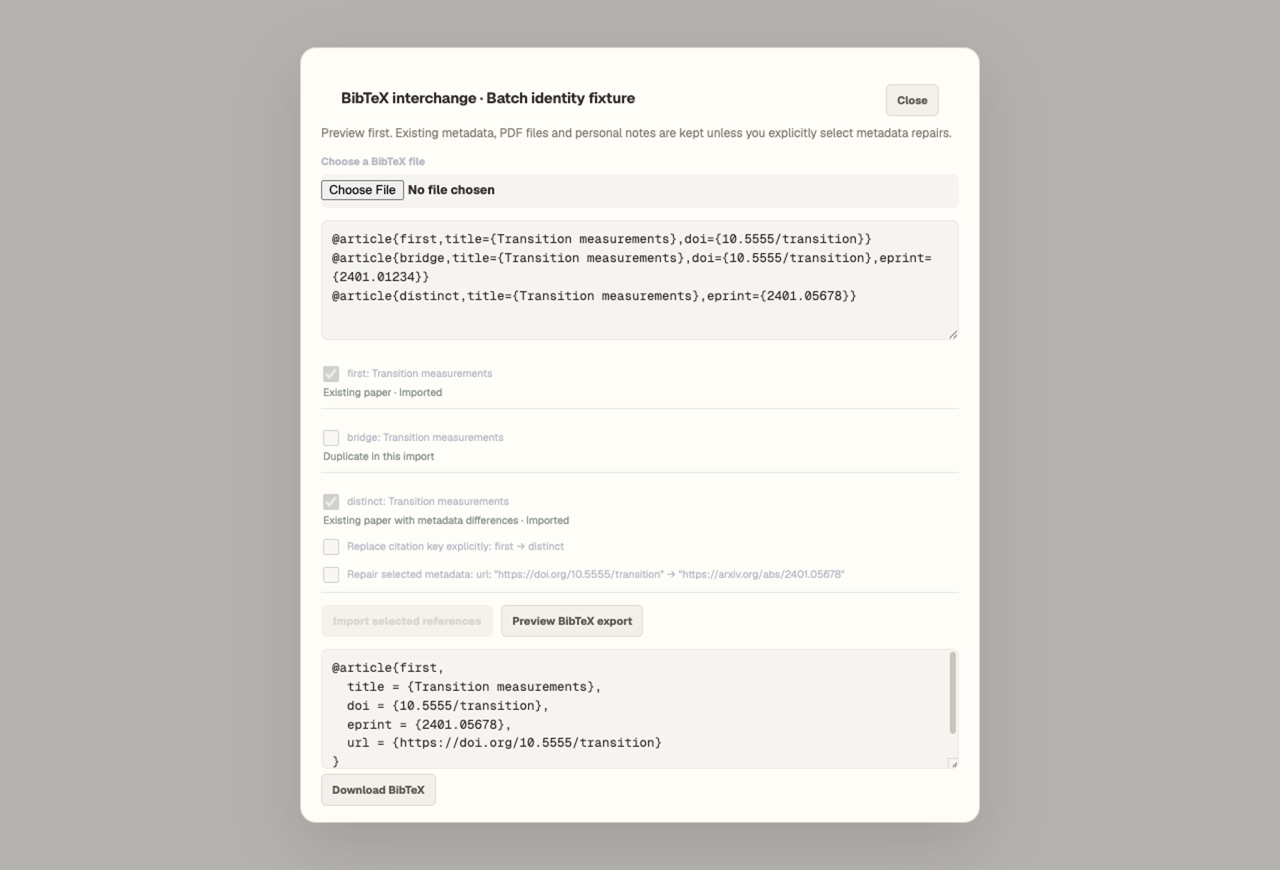 BibTeX interchange · Batch identity fixture
Close
Preview first. Existing metadata, PDF files and personal notes are kept unless you explicitly select metadata repairs.
Choose a BibTeX file
Choose File No file chosen
@article{first,title={Transition measurements},doi={10.5555/transition}}
@article{bridge,title={Transition measurements},doi={10.5555/transition},eprint=
{2401.01234}}
@article{distinct,title={Transition measurements},eprint={2401.05678}}
first: Transition measurements
Existing paper · Imported
bridge: Transition measurements
Duplicate in this import
distinct: Transition measurements
Existing paper with metadata differences · Imported
Replace citation key explicitly: first → distinct
Repair selected metadata: url: "https://doi.org/10.5555/transition" → "https://arxiv.org/abs/2401.05678"
Import selected references
Preview BibTeX export
@article{first,
  title = {Transition measurements},
  doi = {10.5555/transition},
  eprint = {2401.05678},
  url = {https://doi.org/10.5555/transition}
}
Download BibTeX